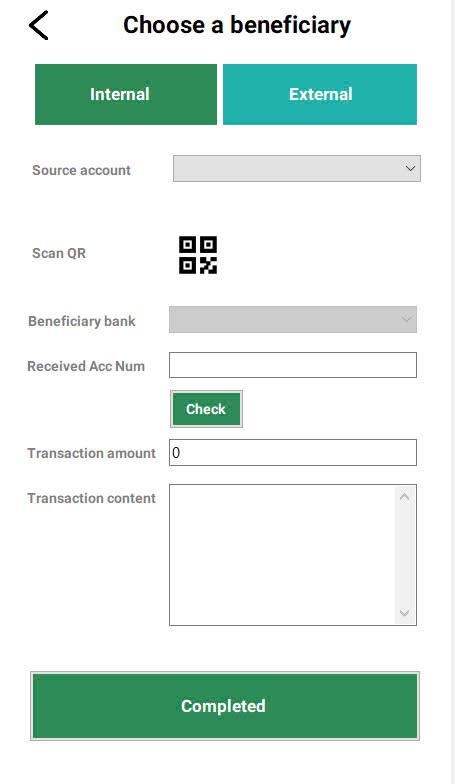 Choose a beneficiary
Internal
External
Source account
Scan QR
Beneficiary bank
Received Acc Num
Check
Transaction amount
0
Transaction content
Completed